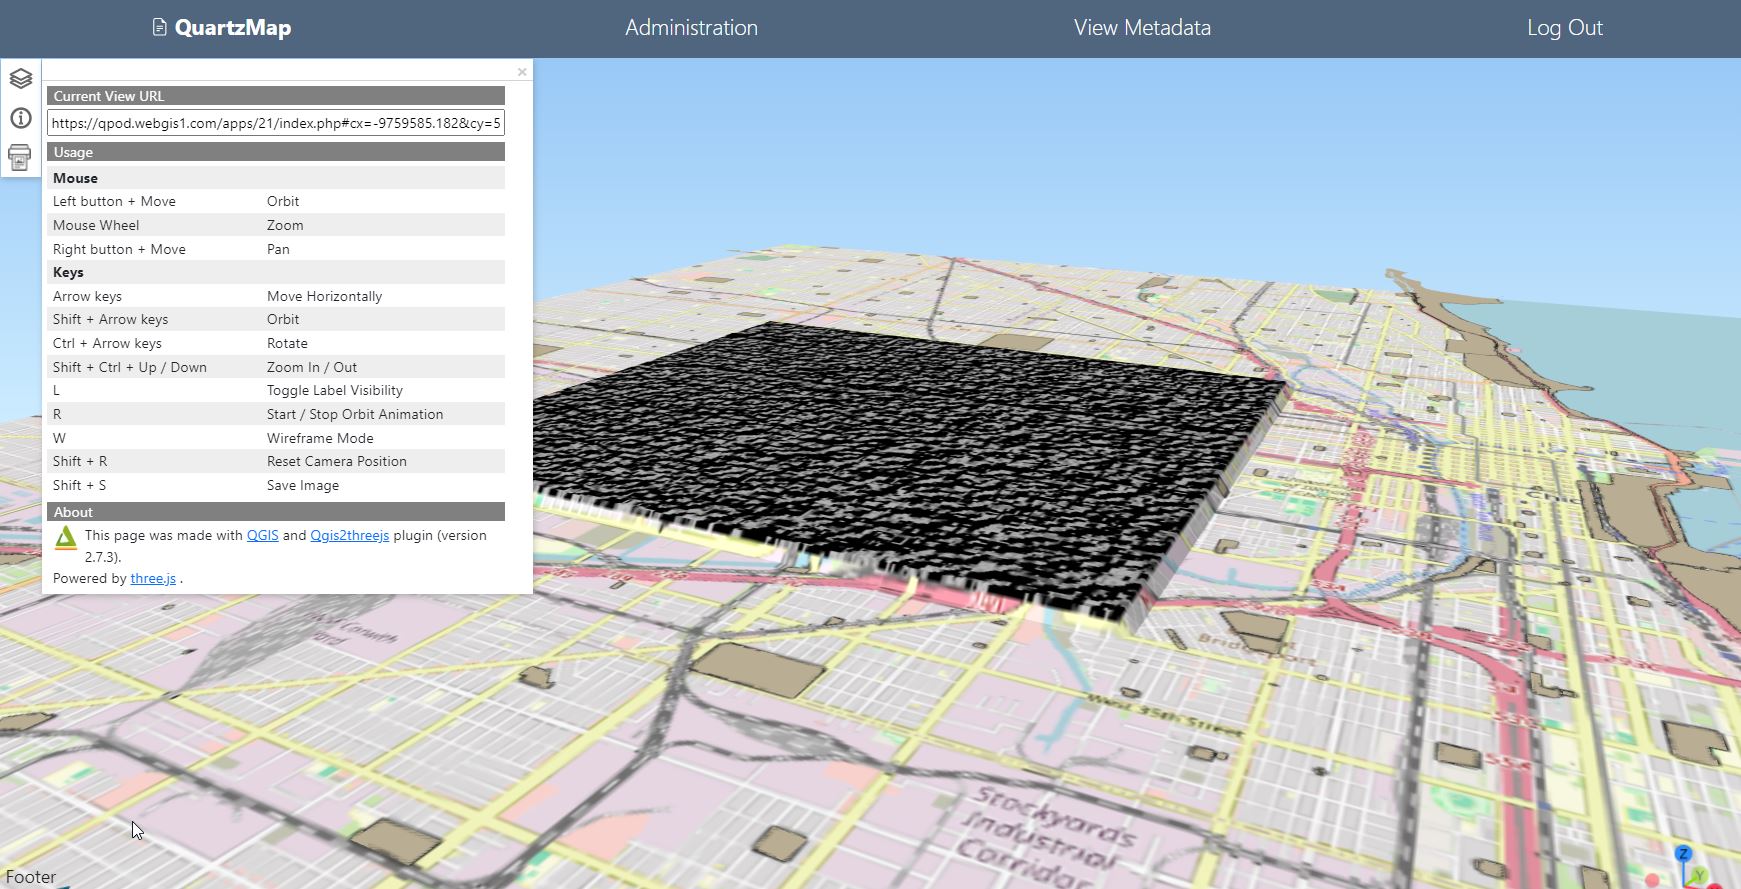 QuartzMap Administration View Metadata Log Out
Current View URL
https://qpod.webgis1.com/apps/21/index.php#cx=-9759585.182&cy=5
Usage
Mouse
Left button + Move Orbit
Mouse Wheel Zoom
Right button + Move Pan
Keys
Arrow keys Move Horizontally
Shift + Arrow keys Orbit
Ctrl + Arrow keys Rotate
Shift + Ctrl + Up / Down Zoom In / Out
L Toggle Label Visibility
R Start / Stop Orbit Animation
W Wireframe Mode
Shift + R Reset Camera Position
Shift + S Save Image
About
This page was made with QGIS and Qgis2threejs plugin (version
2.7.3).
Powered by three.js .
West 35th Street
Stockyards
Industrial
Corridor
Footer
Z
Y